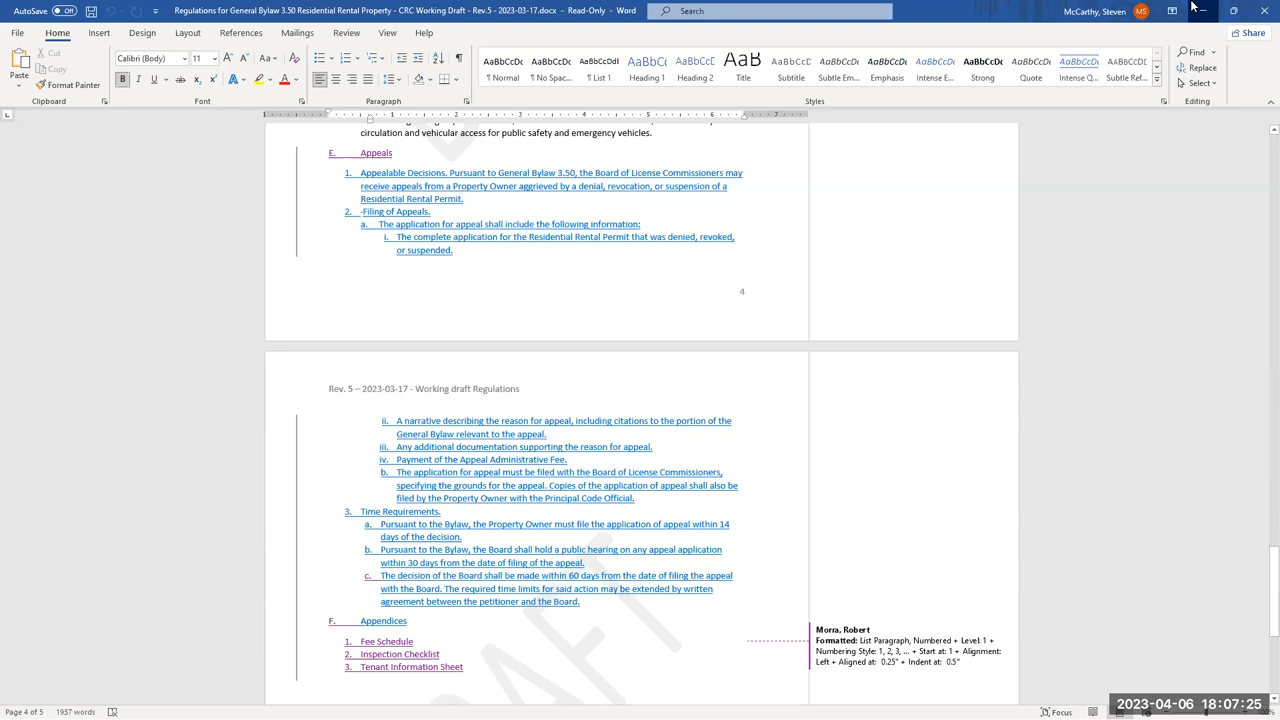 AutoSave Off Regulations for General Bylaw 3.50 Residential Rental Property - CRC Working Draft - Rev.5 - 2023-03-17.docx - Read-Only - Word Search McCarthy, Steven MS
File Home Insert Design Layout References Mailings Review View Help Share
Paste Cut Copy Format Painter
Calibri (Body) 11
AaBbCcDc AaBbCcDc AaBbCcDdI AaBbCc AaBbCcD AaB AaBbCcD AaBbCcDc AaBbCcDc AaBbCcDc AaBbCcDc AaBbCcDc AaBbCcDc AaBbCcDc
¶ Normal ¶ No Spac... ¶ List 1 Heading 1 Heading 2 Title Subtitle Subtle Em... Emphasis Intense E... Strong Quote Intense Q... Subtle Ref...
Find Replace Select
Clipboard Font Paragraph Styles Editing
circulation and vehicular access for public safety and emergency vehicles.
E. Appeals
1. Appealable Decisions. Pursuant to General Bylaw 3.50, the Board of License Commissioners may
receive appeals from a Property Owner aggrieved by a denial, revocation, or suspension of a
Residential Rental Permit.
2. -Filing of Appeals.
a. The application for appeal shall include the following information:
i. The complete application for the Residential Rental Permit that was denied, revoked,
or suspended.
4
Rev. 5 – 2023-03-17 - Working draft Regulations
ii. A narrative describing the reason for appeal, including citations to the portion of the
General Bylaw relevant to the appeal.
iii. Any additional documentation supporting the reason for appeal.
iv. Payment of the Appeal Administrative Fee.
b. The application for appeal must be filed with the Board of License Commissioners,
specifying the grounds for the appeal. Copies of the application of appeal shall also be
filed by the Property Owner with the Principal Code Official.
3. Time Requirements.
a. Pursuant to the Bylaw, the Property Owner must file the application of appeal within 14
days of the decision.
b. Pursuant to the Bylaw, the Board shall hold a public hearing on any appeal application
within 30 days from the date of filing of the appeal.
c. The decision of the Board shall be made within 60 days from the date of filing the appeal
with the Board. The required time limits for said action may be extended by written
agreement between the petitioner and the Board.
F. Appendices
1. Fee Schedule
2. Inspection Checklist
3. Tenant Information Sheet
Morra, Robert
Formatted: List Paragraph, Numbered + Level: 1 +
Numbering Style: 1, 2, 3, ... + Start at: 1 + Alignment:
Left + Aligned at: 0.25" + Indent at: 0.5"
DRAFT
Page 4 of 5 1957 words Focus
2023-04-06 18:07:25